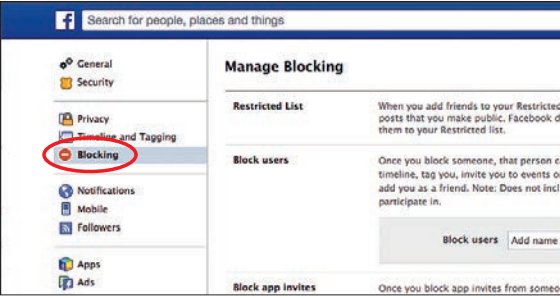 f
Search for people, places and things
General
Security
Privacy
Timeline and Tagging
Blocking
Notifications
Mobile
Followers
Apps
Ads
Manage Blocking
Restricted List
When you add friends to your Restricted
posts that you make public. Facebook d
them to your Restricted list.
Block users
Once you block someone, that person c
timeline, tag you, invite you to events o
add you as a friend. Note: Does not incl
participate in.
Block users
Add name
Block app invites
Once you block app invites from someo